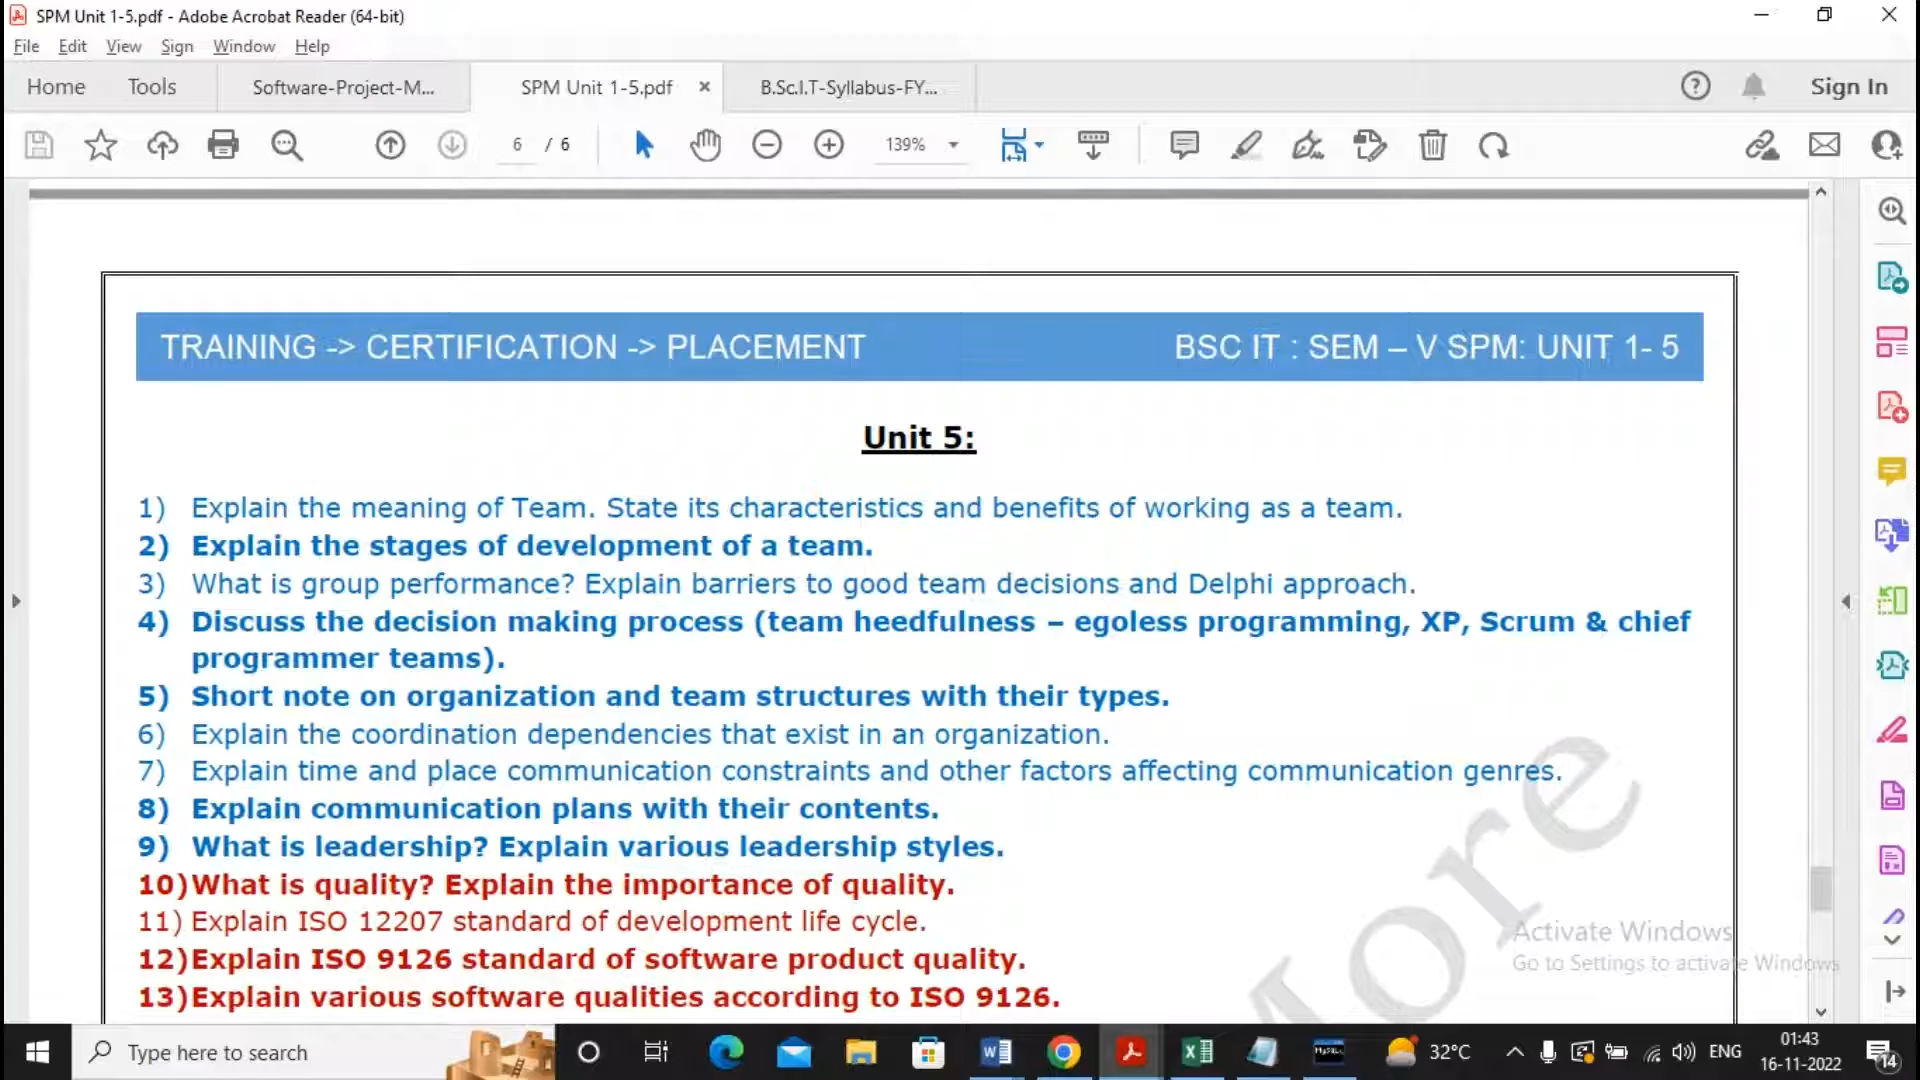 SPM Unit 1-5.pdf - Adobe Acrobat Reader (64-bit)
File Edit View Sign Window Help
Home Tools Software-Project-M... SPM Unit 1-5.pdf × B.Sc.I.T-Syllabus-FY... Sign In
6 / 6 139%
TRAINING -> CERTIFICATION -> PLACEMENT BSC IT : SEM – V SPM: UNIT 1- 5
Unit 5:
1) Explain the meaning of Team. State its characteristics and benefits of working as a team.
2) Explain the stages of development of a team.
3) What is group performance? Explain barriers to good team decisions and Delphi approach.
4) Discuss the decision making process (team heedfulness – egoless programming, XP, Scrum & chief
programmer teams).
5) Short note on organization and team structures with their types.
6) Explain the coordination dependencies that exist in an organization.
7) Explain time and place communication constraints and other factors affecting communication genres.
8) Explain communication plans with their contents.
9) What is leadership? Explain various leadership styles.
10) What is quality? Explain the importance of quality.
11) Explain ISO 12207 standard of development life cycle.
12) Explain ISO 9126 standard of software product quality.
13) Explain various software qualities according to ISO 9126.
More
Activate Windows
Go to Settings to activate Windows
Type here to search 32°C ENG 01:43
16-11-2022 14